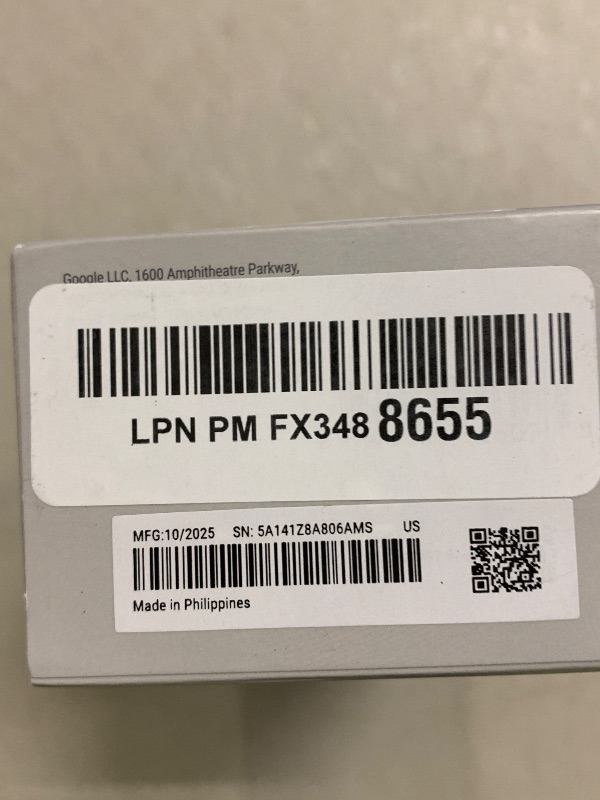 Google LLC, 1600 Amphitheatre Parkway,
LPN PM FX348 8655
MFG:10/2025 SN: 5A141Z8A806AMS US
Made in Philippines